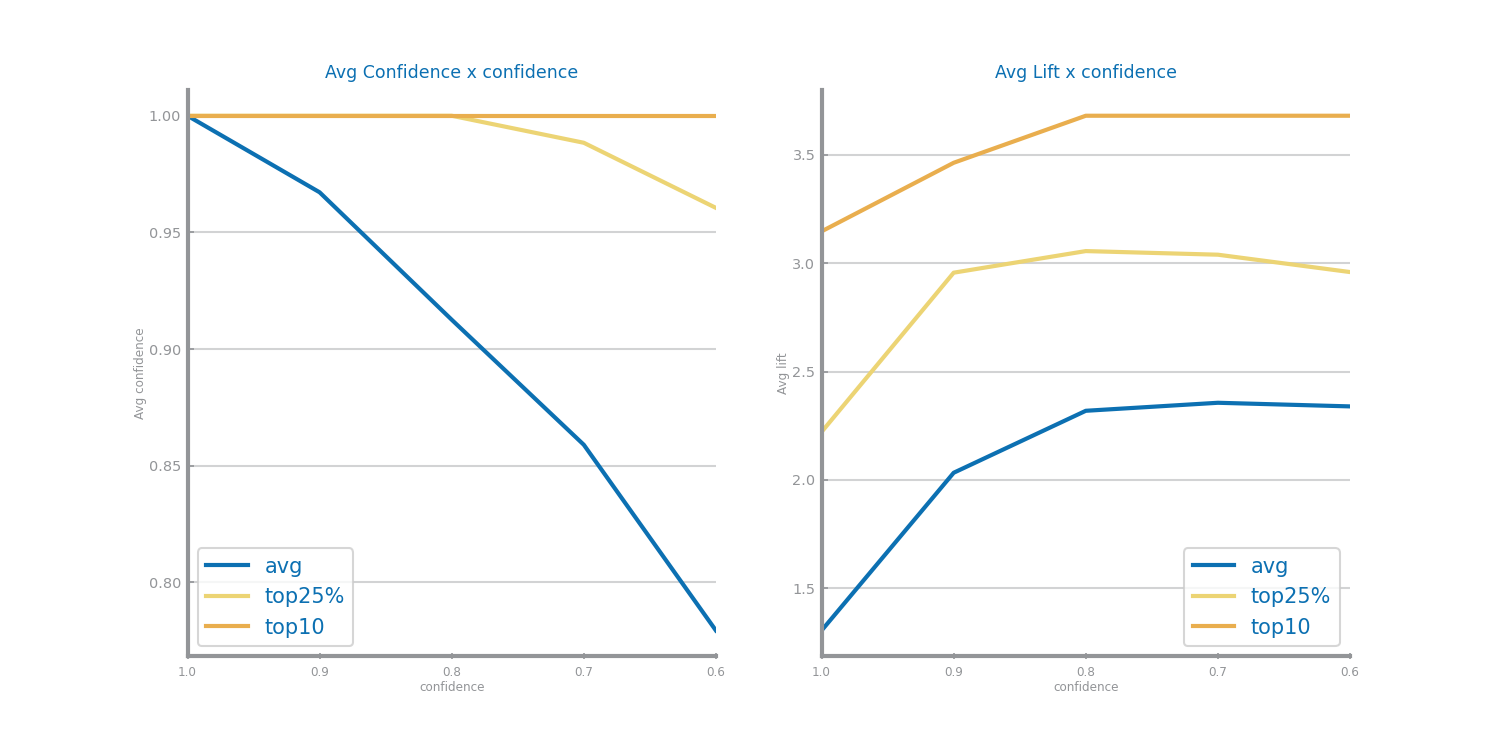 Avg Confidence x confidence
1.00
0.95
0.90
0.85
0.80
Avg confidence
avg
top25%
top10
1.0 0.9 0.8 0.7 0.6
confidence
Avg Lift x confidence
3.5
3.0
2.5
2.0
1.5
Avg lift
avg
top25%
top10
1.0 0.9 0.8 0.7 0.6
confidence